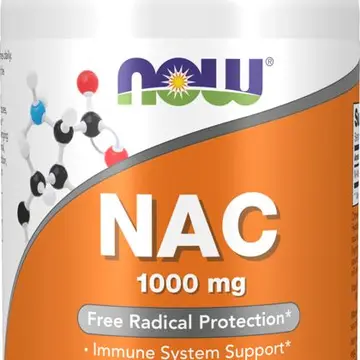 now®
NAC
1000 mg
Free Radical Protection*
• Immune System Support*